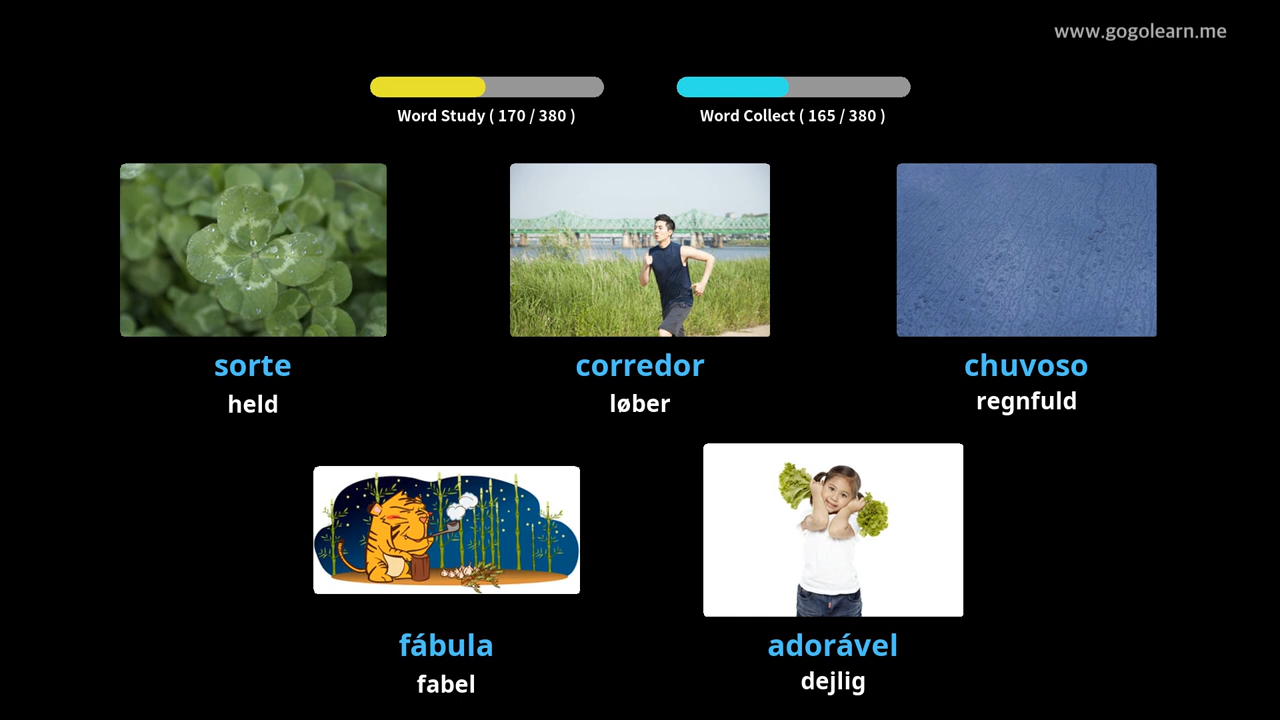 www.gogolearn.me
Word Study ( 170 / 380 )
Word Collect ( 165 / 380 )
sorte
held
corredor
løber
chuvoso
regnfuld
fábula
fabel
adorável
dejlig